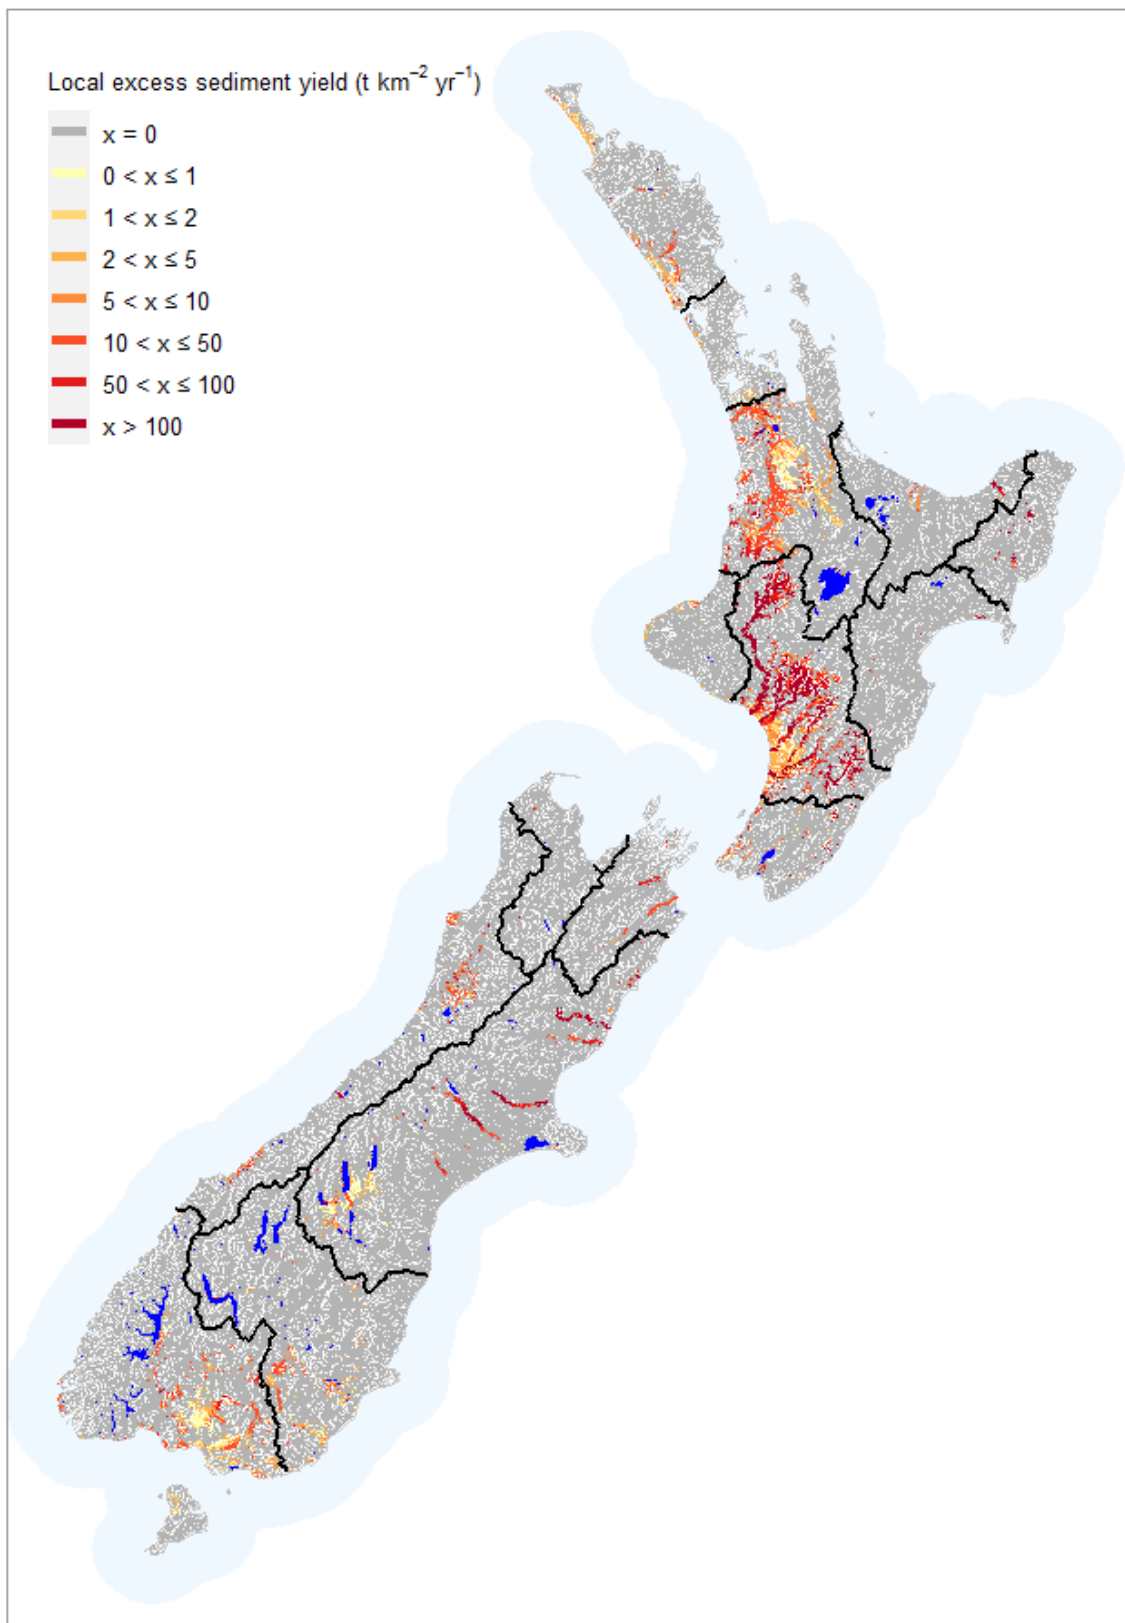 Local excess sediment yield (t km⁻² yr⁻¹)
x = 0
0 < x ≤ 1
1 < x ≤ 2
2 < x ≤ 5
5 < x ≤ 10
10 < x ≤ 50
50 < x ≤ 100
x > 100